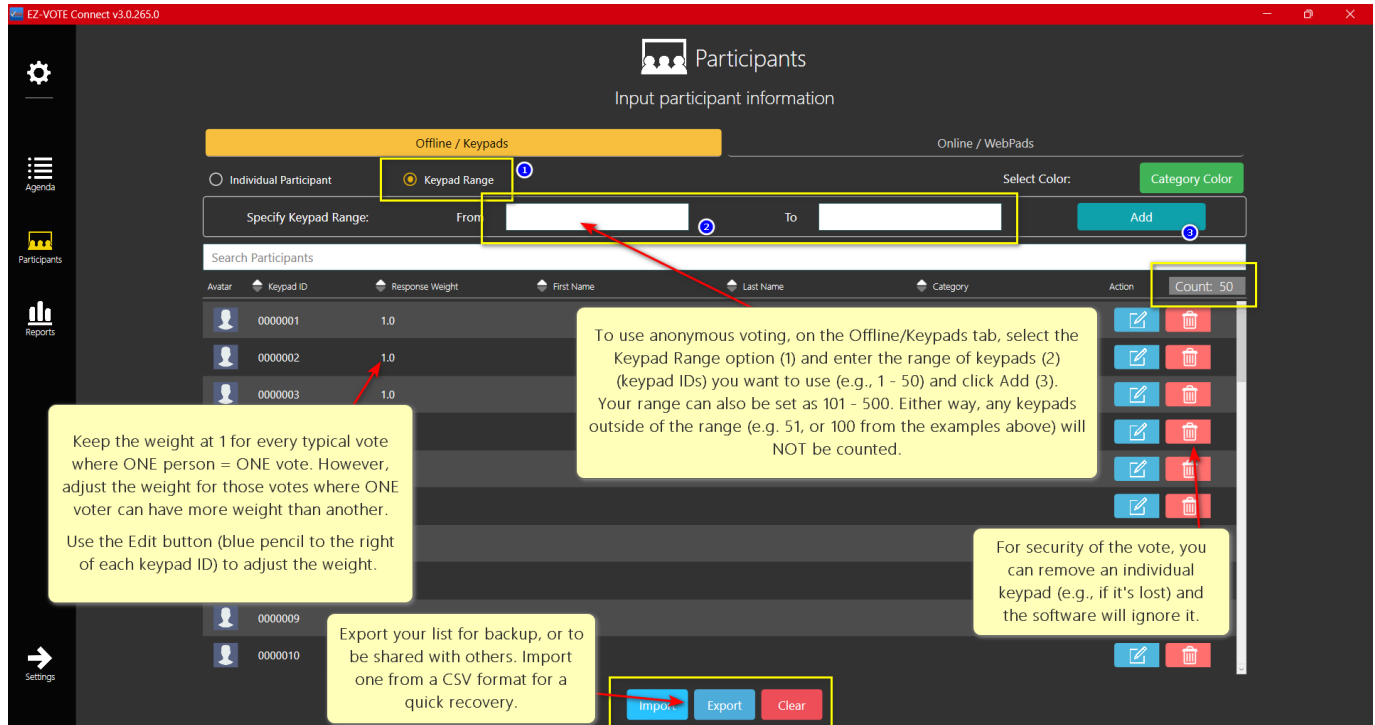 EZ-VOTE Connect v3.0.265.0
Participants
Input participant information
Agenda
Participants
Reports
Settings
Offline / Keypads
Online / WebPads
Individual Participant
Keypad Range
1
Select Color:
Category Color
Specify Keypad Range:
From
2
To
Add
3
Search Participants
Avatar
Keypad ID
Response Weight
First Name
Last Name
Category
Action
Count: 50
0000001 1.0
0000002 1.0
0000003 1.0
To use anonymous voting, on the Offline/Keypads tab, select the
Keypad Range option (1) and enter the range of keypads (2)
(keypad IDs) you want to use (e.g., 1 - 50) and click Add (3).
Your range can also be set as 101 - 500. Either way, any keypads
outside of the range (e.g. 51, or 100 from the examples above) will
NOT be counted.
Keep the weight at 1 for every typical vote
where ONE person = ONE vote. However,
adjust the weight for those votes where ONE
voter can have more weight than another.
Use the Edit button (blue pencil to the right
of each keypad ID) to adjust the weight.
For security of the vote, you
can remove an individual
keypad (e.g., if it's lost) and
the software will ignore it.
0000009
0000010
Export your list for backup, or to
be shared with others. Import
one from a CSV format for a
quick recovery.
Import
Export
Clear